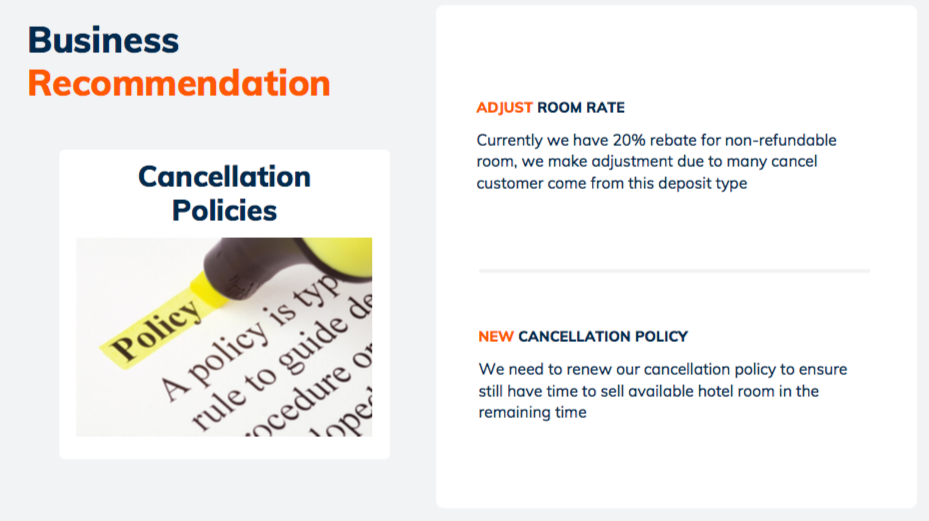 Business
Recommendation
Cancellation
Policies
Policy
A policy is typ
rule to guide de
ocedure or
loped
ADJUST ROOM RATE
Currently we have 20% rebate for non-refundable
room, we make adjustment due to many cancel
customer come from this deposit type
NEW CANCELLATION POLICY
We need to renew our cancellation policy to ensure
still have time to sell available hotel room in the
remaining time